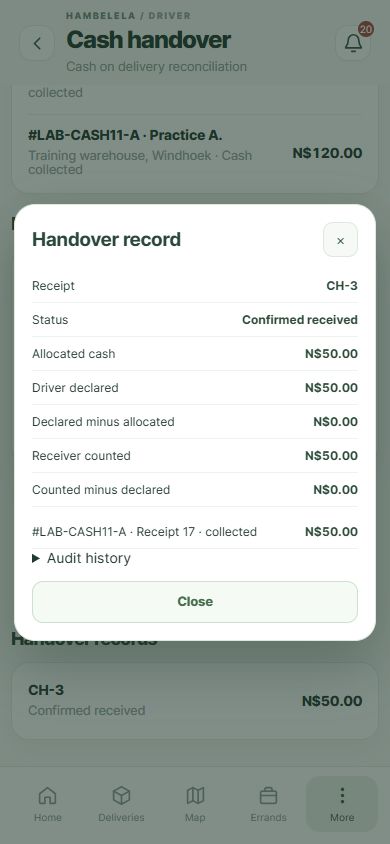 HAMBELELA / DRIVER
Cash handover
Cash on delivery reconciliation
20
collected
#LAB-CASH11-A · Practice A.
Training warehouse, Windhoek · Cash
collected
N$120.00
Handover record
×
Receipt CH-3
Status Confirmed received
Allocated cash N$50.00
Driver declared N$50.00
Declared minus allocated N$0.00
Receiver counted N$50.00
Counted minus declared N$0.00
#LAB-CASH11-A · Receipt 17 · collected N$50.00
▶ Audit history
Close
Handover records
CH-3
Confirmed received
N$50.00
Home Deliveries Map Errands More